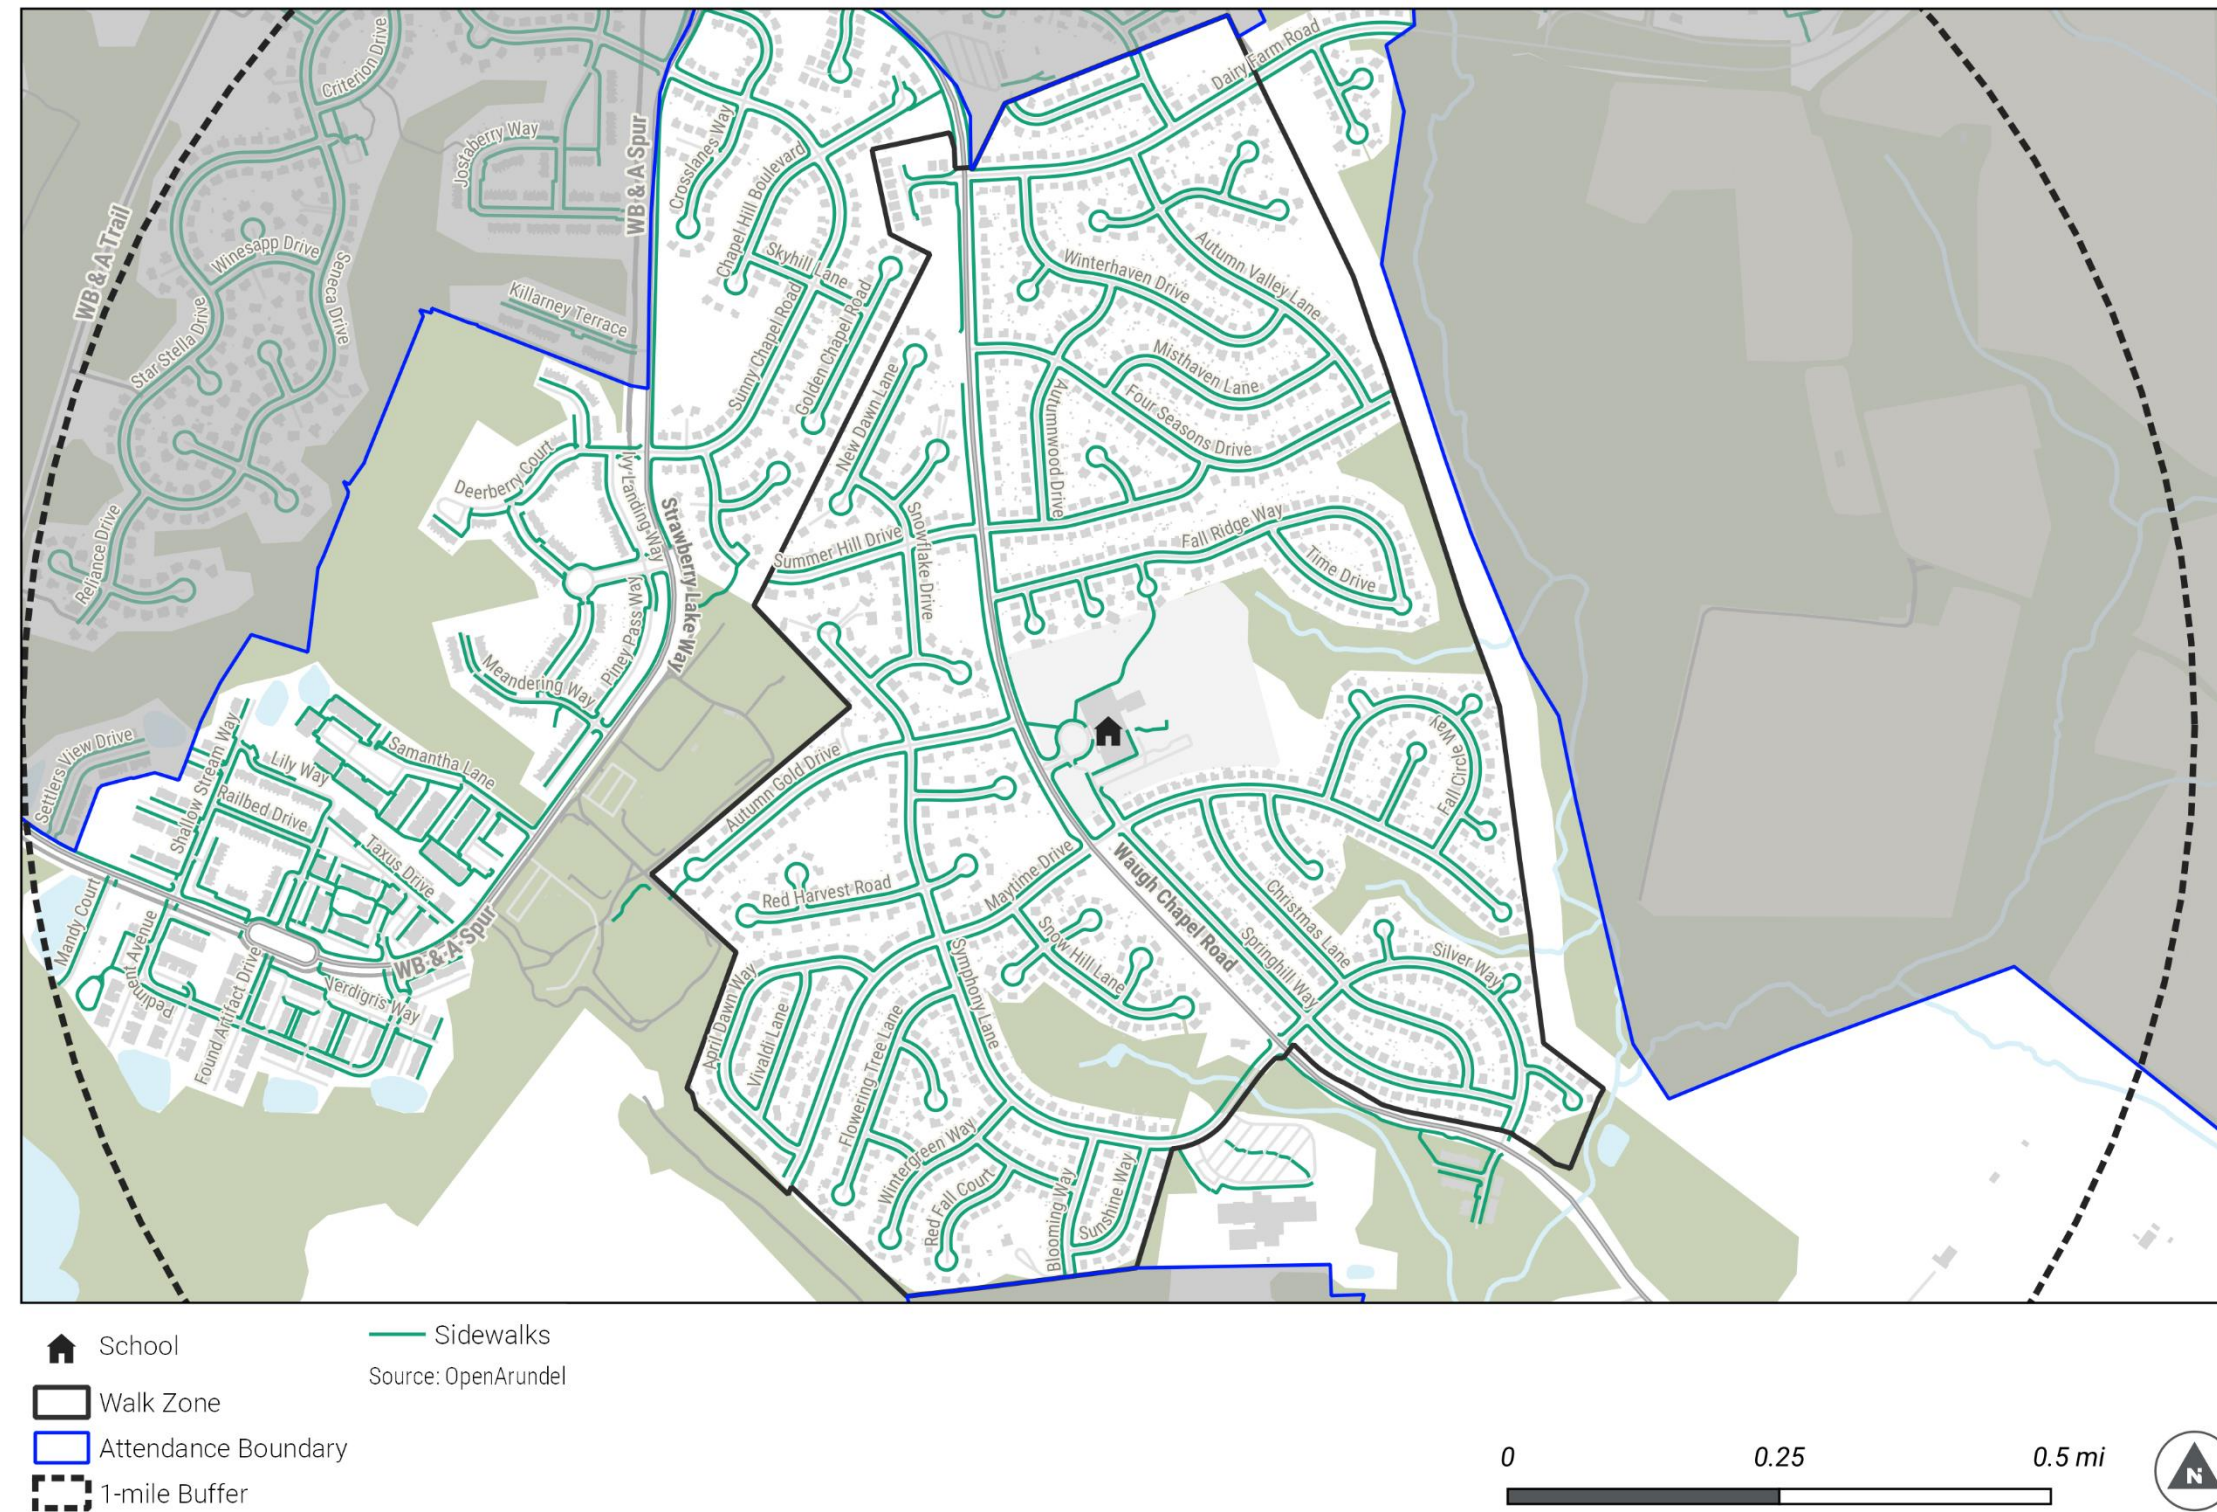 Criterion Drive
Dairy Farm Road
Jostaberry Way
WB & A Spur
Crosslanes Way
Chapel Hill Boulevard
WB & A Trail
Winesapp Drive
Seneca Drive
Skyhill Lane
Autumn Valley Lane
Winterhaven Drive
Killarney Terrace
Star Stella Drive
Sunny Chapel Road
Golden Chapel Road
Misthaven Lane
New Dawn Lane
Autumnwood Drive
Four Seasons Drive
Deerberry Court
Ivy Landing Way
Strawberry Lake Way
Reliance Drive
Summer Hill Drive
Snowflake Drive
Fall Ridge Way
Time Drive
Piney Pass Way
Meandering Way
Settlers View Drive
Shallow Stream Way
Lily Way
Samantha Lane
Railbed Drive
Taxus Drive
Autumn Gold Drive
Fall Circle Way
Red Harvest Road
Maytime Drive
Waugh Chapel Road
Christmas Lane
Springhill Way
Snow Hill Lane
Silver Way
Mandy Court
Pediment Avenue
Found Artifact Drive
WB & A Spur
Verdigris Way
April Dawn Way
Vivaldi Lane
Symphony Lane
Flowering Tree Lane
Wintergreen Way
Red Fall Court
Blooming Way
Sunshine Way
School
Sidewalks
Source: OpenArundel
Walk Zone
Attendance Boundary
1-mile Buffer
0 0.25 0.5 mi
N